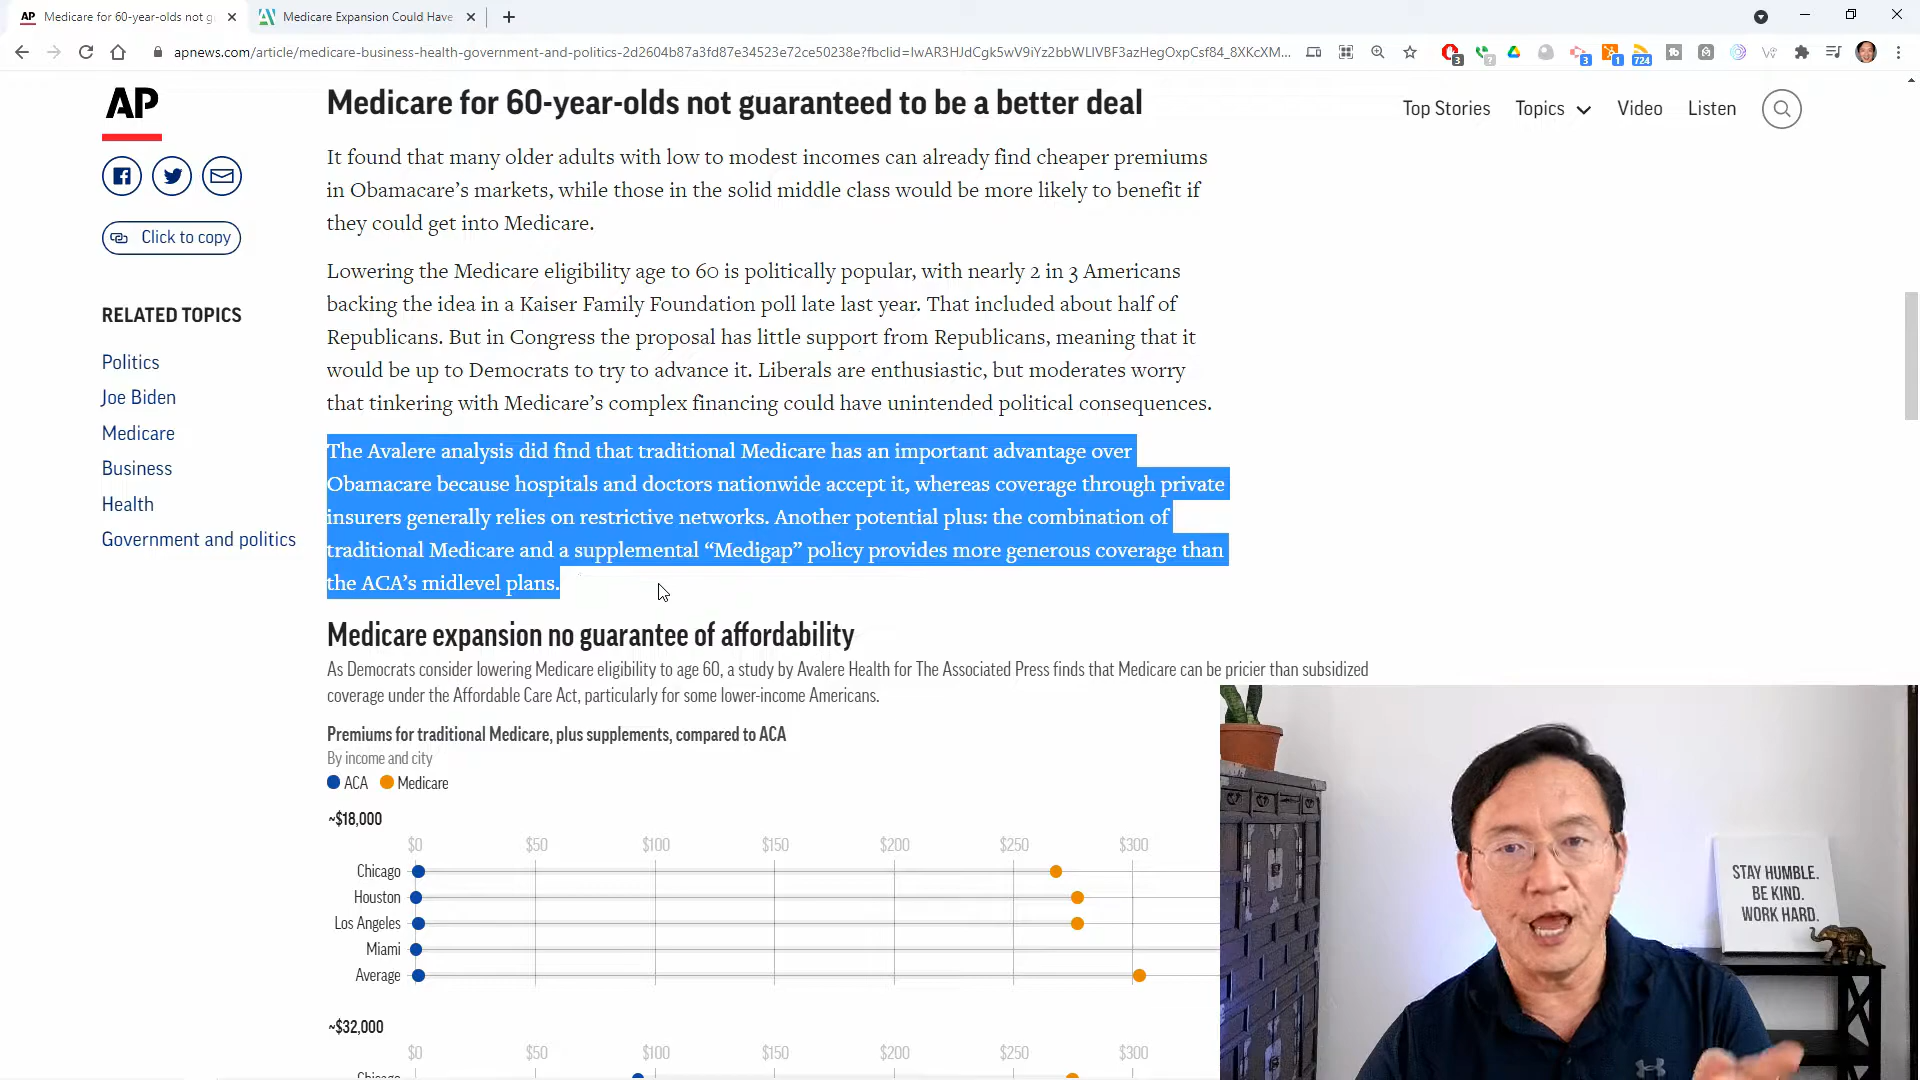 AP Medicare for 60-year-olds not g
Medicare Expansion Could Have
apnews.com/article/medicare-business-health-government-and-politics-2d2604b87a3fd87e34523e72ce50238e?fbclid=IwAR3HJdCgk5wV9iYz2bbWLlVBF3azHegOxpCsf84_8XKcXM...
3
?
3
1
724
AP
Medicare for 60-year-olds not guaranteed to be a better deal
Top Stories Topics Video Listen
It found that many older adults with low to modest incomes can already find cheaper premiums
in Obamacare’s markets, while those in the solid middle class would be more likely to benefit if
they could get into Medicare.
Click to copy
Lowering the Medicare eligibility age to 60 is politically popular, with nearly 2 in 3 Americans
backing the idea in a Kaiser Family Foundation poll late last year. That included about half of
Republicans. But in Congress the proposal has little support from Republicans, meaning that it
would be up to Democrats to try to advance it. Liberals are enthusiastic, but moderates worry
that tinkering with Medicare’s complex financing could have unintended political consequences.
RELATED TOPICS
Politics
Joe Biden
Medicare
Business
Health
Government and politics
The Avalere analysis did find that traditional Medicare has an important advantage over
Obamacare because hospitals and doctors nationwide accept it, whereas coverage through private
insurers generally relies on restrictive networks. Another potential plus: the combination of
traditional Medicare and a supplemental “Medigap” policy provides more generous coverage than
the ACA’s midlevel plans.
Medicare expansion no guarantee of affordability
As Democrats consider lowering Medicare eligibility to age 60, a study by Avalere Health for The Associated Press finds that Medicare can be pricier than subsidized
coverage under the Affordable Care Act, particularly for some lower-income Americans.
Premiums for traditional Medicare, plus supplements, compared to ACA
By income and city
ACA Medicare
~$18,000
$0 $50 $100 $150 $200 $250 $300
Chicago
Houston
Los Angeles
Miami
Average
~$32,000
$0 $50 $100 $150 $200 $250 $300
Chicago
STAY HUMBLE.
BE KIND.
WORK HARD.